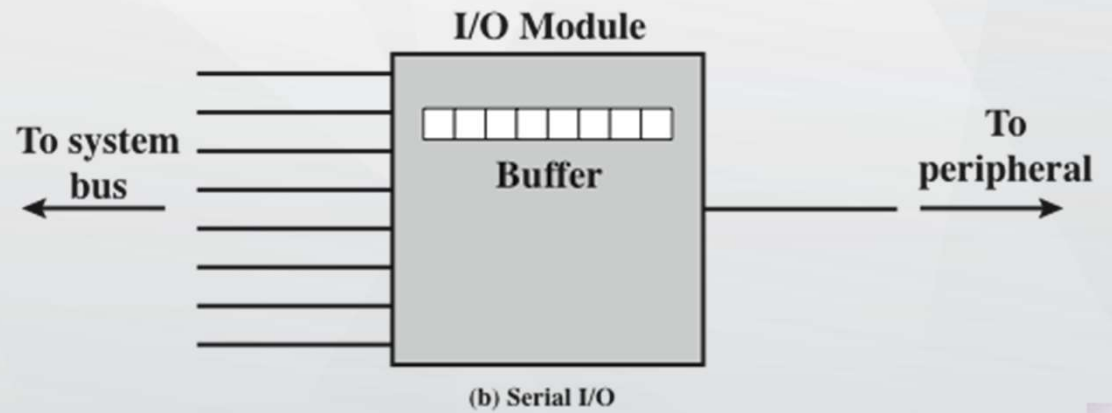 I/O Module
To system
bus
Buffer
To
peripheral
(b) Serial I/O